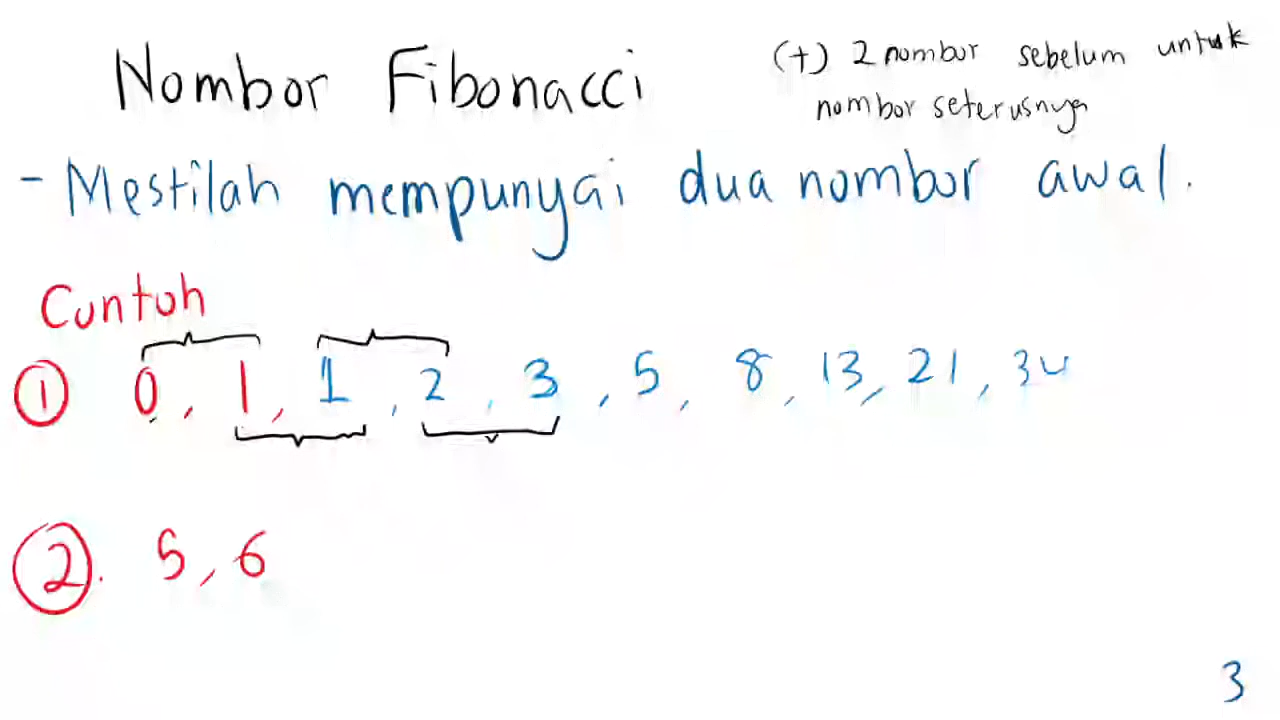 Nombor Fibonacci
(+) 2 nombor sebelum untuk
nombor seterusnya
- Mestilah mempunyai dua nombor awal.
Contoh
① 0, 1, 1, 2, 3, 5, 8, 13, 21, 34
②. 5, 6
3